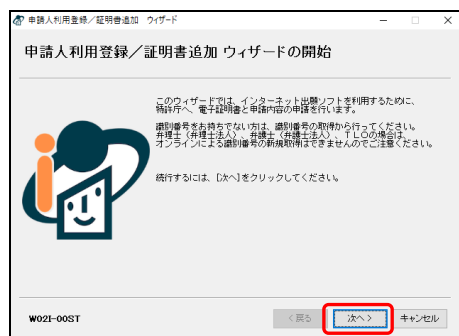 申請人利用登録／証明書追加 ウィザード
申請人利用登録／証明書追加 ウィザードの開始
このウィザードでは、インターネット出願ソフトを利用するために、
特許庁へ、電子証明書と申請内容の申請を行います。
識別番号をお持ちでない方は、識別番号の取得から行ってください。
弁理士（弁理士法人）、弁護士（弁護士法人）、ＴＬＯの場合は、
オンラインによる識別番号の新規取得はできませんのでご注意ください。
続行するには、[次へ]をクリックしてください。
W02I-00ST
< 戻る
次へ >
キャンセル